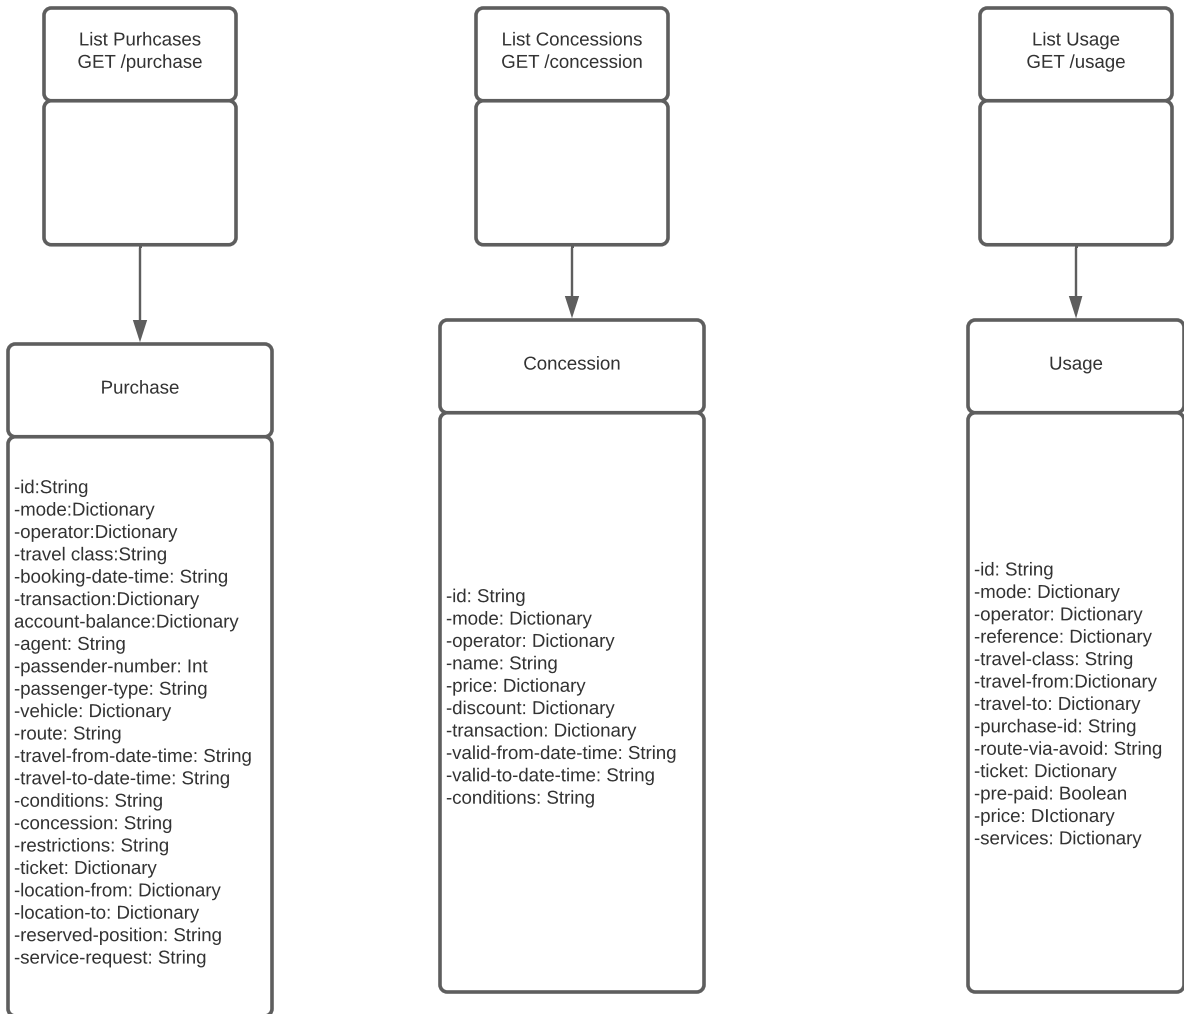 List Purhcases
GET /purchase
List Concessions
GET /concession
List Usage
GET /usage
Purchase
-id:String
-mode:Dictionary
-operator:Dictionary
-travel class:String
-booking-date-time: String
-transaction:Dictionary
account-balance:Dictionary
-agent: String
-passender-number: Int
-passenger-type: String
-vehicle: Dictionary
-route: String
-travel-from-date-time: String
-travel-to-date-time: String
-conditions: String
-concession: String
-restrictions: String
-ticket: Dictionary
-location-from: Dictionary
-location-to: Dictionary
-reserved-position: String
-service-request: String
Concession
-id: String
-mode: Dictionary
-operator: Dictionary
-name: String
-price: Dictionary
-discount: Dictionary
-transaction: Dictionary
-valid-from-date-time: String
-valid-to-date-time: String
-conditions: String
Usage
-id: String
-mode: Dictionary
-operator: Dictionary
-reference: Dictionary
-travel-class: String
-travel-from:Dictionary
-travel-to: Dictionary
-purchase-id: String
-route-via-avoid: String
-ticket: Dictionary
-pre-paid: Boolean
-price: DIctionary
-services: Dictionary